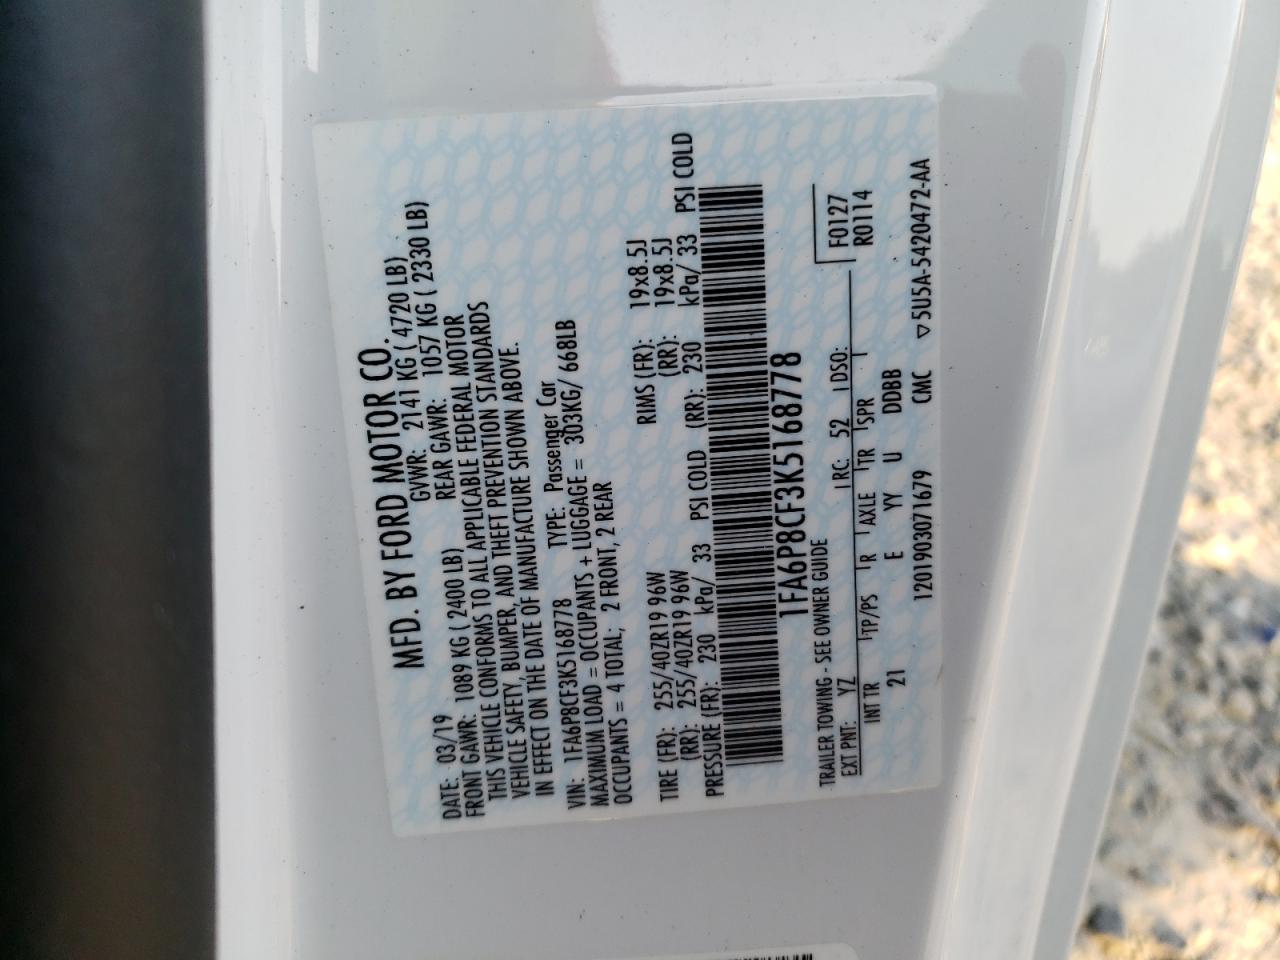 MFD. BY FORD MOTOR CO.
DATE: 03/19 GVWR: 2141 KG ( 4720 LB)
FRONT GAWR: 1089 KG ( 2400 LB) REAR GAWR: 1057 KG ( 2330 LB)
THIS VEHICLE CONFORMS TO ALL APPLICABLE FEDERAL MOTOR
VEHICLE SAFETY, BUMPER, AND THEFT PREVENTION STANDARDS
IN EFFECT ON THE DATE OF MANUFACTURE SHOWN ABOVE.
VIN: 1FA6P8CF3K5168778 TYPE: Passenger Car
MAXIMUM LOAD = OCCUPANTS + LUGGAGE = 303KG/ 668LB
OCCUPANTS = 4 TOTAL, 2 FRONT, 2 REAR
TIRE (FR): 255/40ZR19 96W RIMS (FR): 19x8.5J
(RR): 255/40ZR19 96W (RR): 19x8.5J
PRESSURE (FR): 230 kPa/ 33 PSI COLD (RR): 230 kPa/ 33 PSI COLD
1FA6P8CF3K5168778
TRAILER TOWING - SEE OWNER GUIDE F0127
EXT PNT: YZ RC: 52 DSO: R0114
INT TR TP/PS R AXLE TR SPR
21 E YY U DDBB
1201903071679 CMC ▽5U5A-5420472-AA